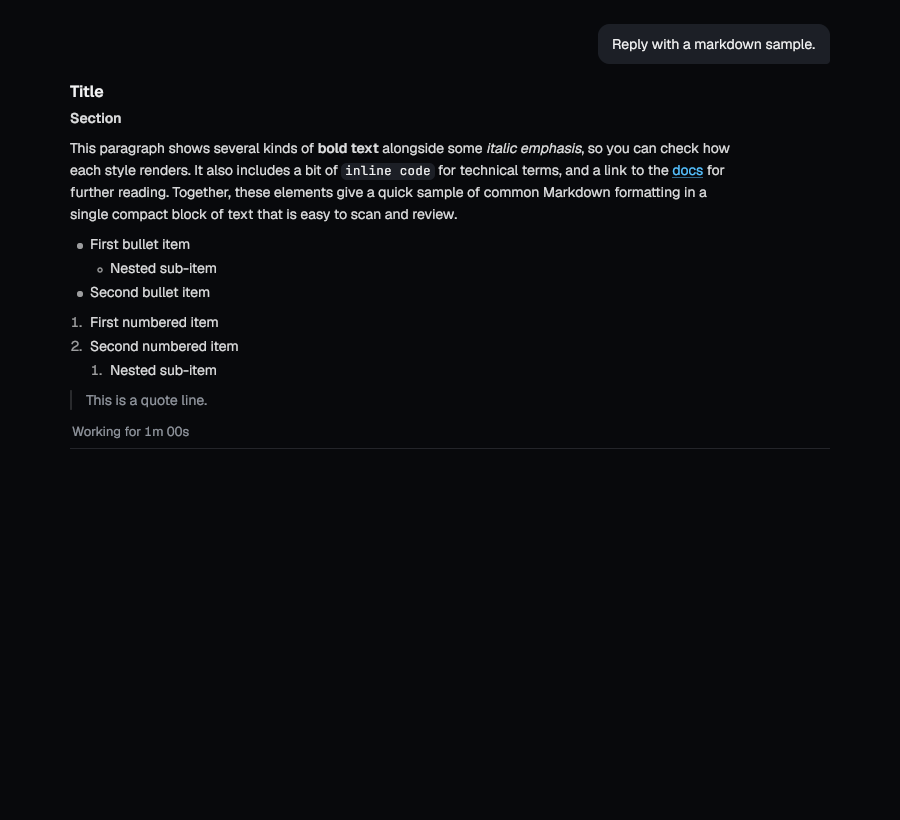 Reply with a markdown sample.
Title
Section
This paragraph shows several kinds of bold text alongside some italic emphasis, so you can check how
each style renders. It also includes a bit of inline code for technical terms, and a link to the docs for
further reading. Together, these elements give a quick sample of common Markdown formatting in a
single compact block of text that is easy to scan and review.
First bullet item
Nested sub-item
Second bullet item
1. First numbered item
2. Second numbered item
1. Nested sub-item
This is a quote line.
Working for 1m 00s